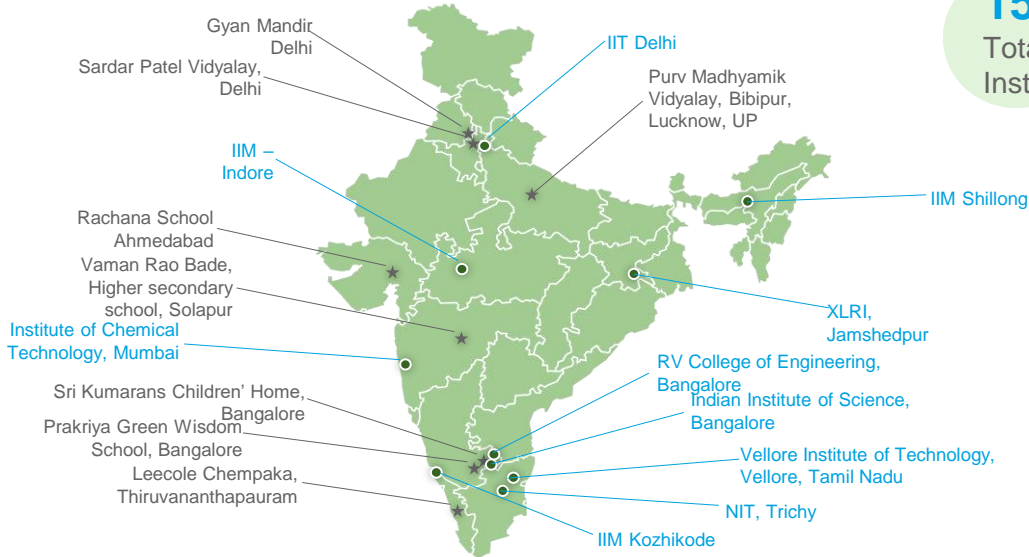 Gyan Mandir
Delhi
Sardar Patel Vidyalay,
Delhi
IIT Delhi
Purv Madhyamik
Vidyalay, Bibipur,
Lucknow, UP
IIM –
Indore
IIM Shillong
Rachana School
Ahmedabad
Vaman Rao Bade,
Higher secondary
school, Solapur
Institute of Chemical
Technology, Mumbai
XLRI,
Jamshedpur
RV College of Engineering,
Bangalore
Indian Institute of Science,
Bangalore
Sri Kumarans Children’ Home,
Bangalore
Prakriya Green Wisdom
School, Bangalore
Leecole Chempaka,
Thiruvananthapauram
Vellore Institute of Technology,
Vellore, Tamil Nadu
NIT, Trichy
IIM Kozhikode